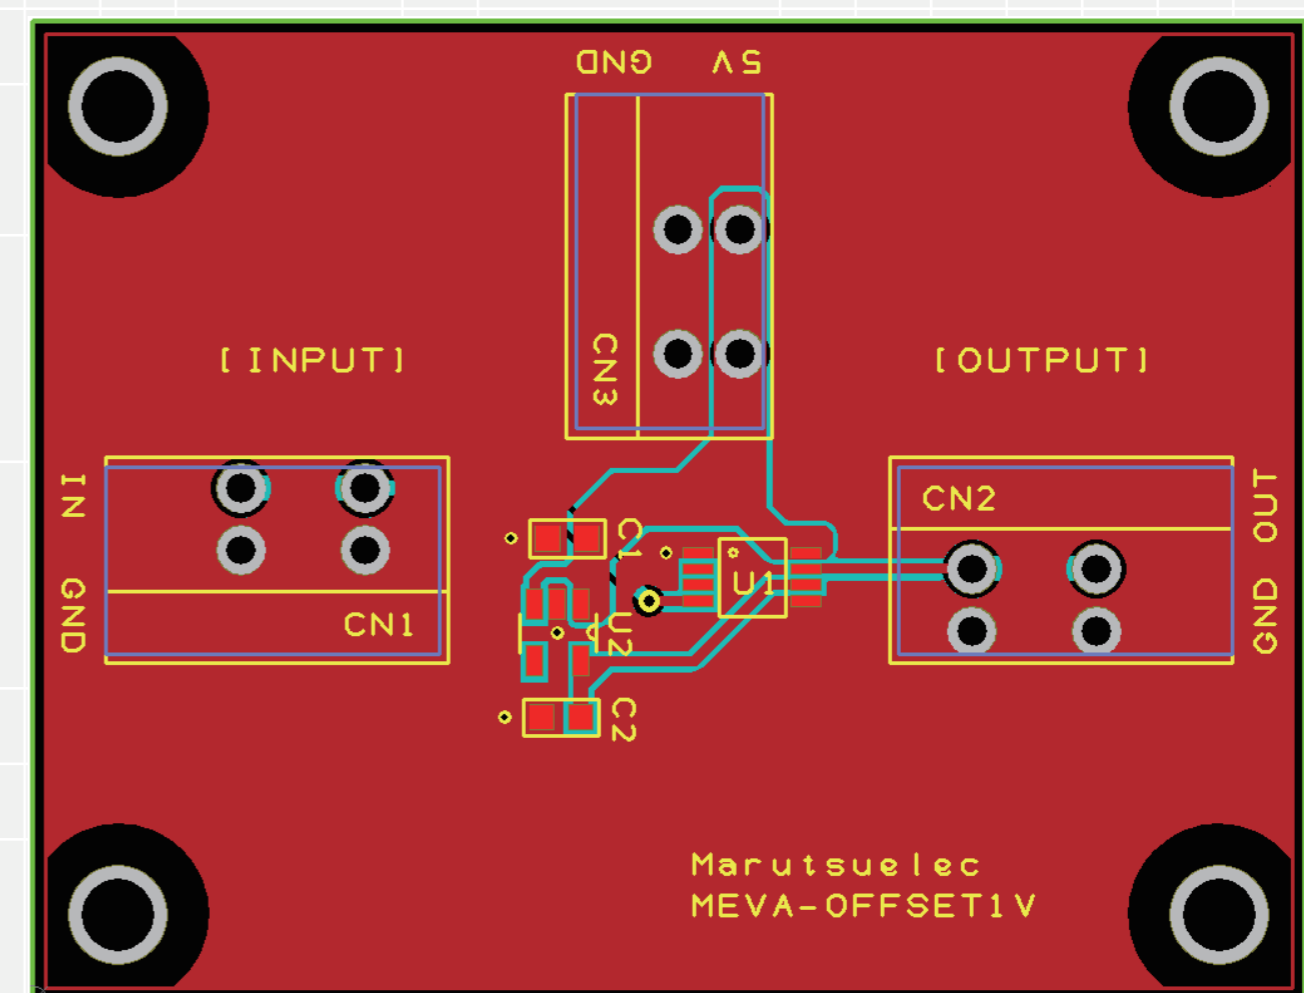 GND 5V
CN3
[INPUT]
[OUTPUT]
IN
GND
CN1
CN2
OUT
GND
C1
U1
U2
C2
Marutsuelec
MEVA-OFFSET1V